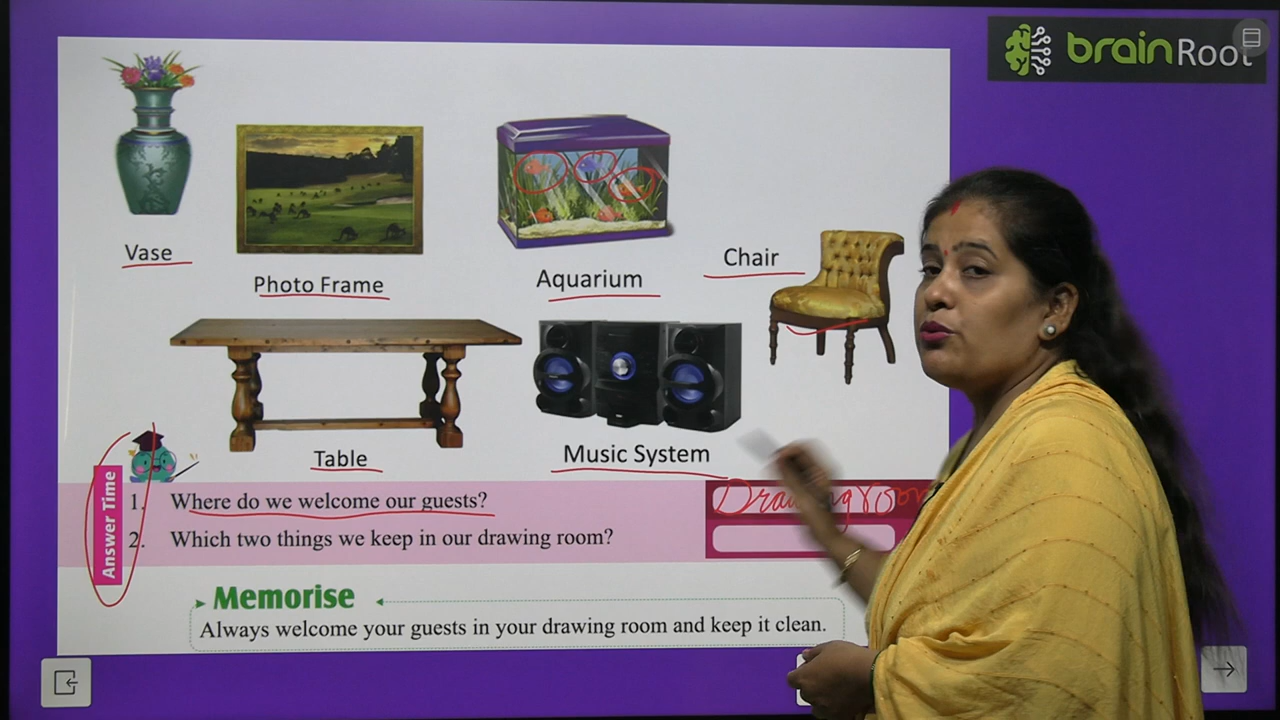 brainRoot
Vase
Photo Frame
Aquarium
Chair
Table
Music System
Answer Time
1. Where do we welcome our guests?
Drawing room
2. Which two things we keep in our drawing room?
Memorise
Always welcome your guests in your drawing room and keep it clean.